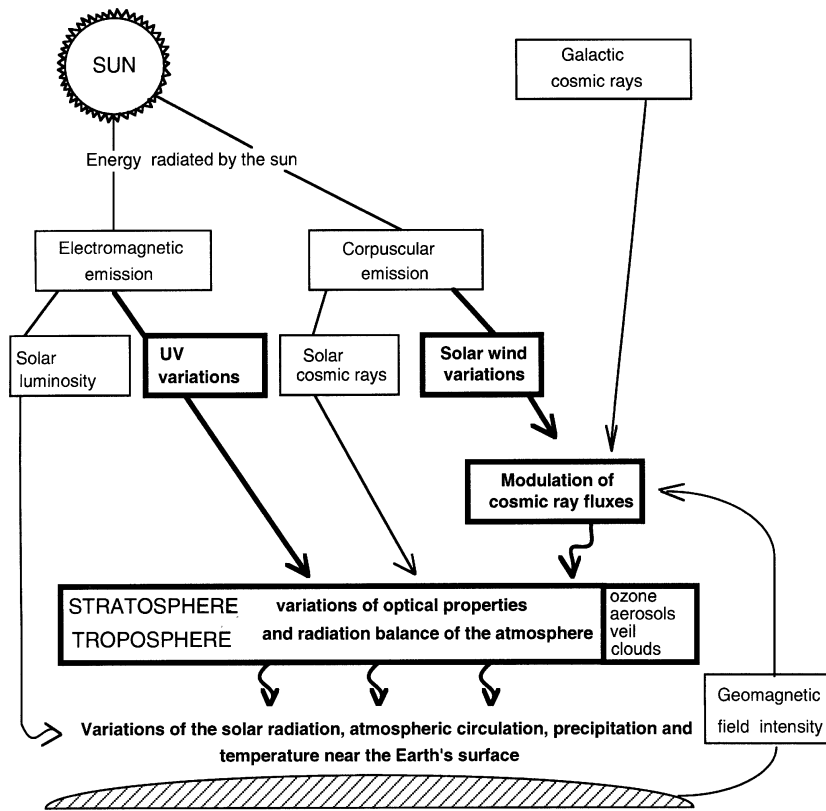 SUN
Galactic
cosmic rays
Energy radiated by the sun
Electromagnetic
emission
Corpuscular
emission
Solar
luminosity
UV
variations
Solar
cosmic rays
Solar wind
variations
Modulation of
cosmic ray fluxes
STRATOSPHERE
TROPOSPHERE
variations of optical properties
and radiation balance of the atmosphere
ozone
aerosols
veil
clouds
Geomagnetic
field intensity
Variations of the solar radiation, atmospheric circulation, precipitation and
temperature near the Earth's surface